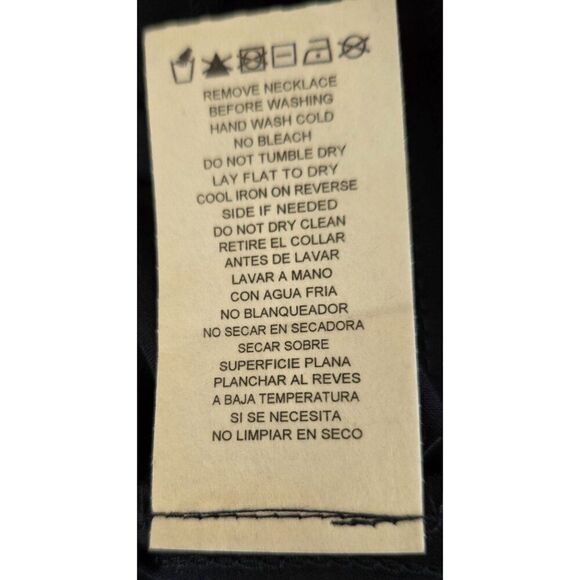 REMOVE NECKLACE
BEFORE WASHING
HAND WASH COLD
NO BLEACH
DO NOT TUMBLE DRY
LAY FLAT TO DRY
COOL IRON ON REVERSE
SIDE IF NEEDED
DO NOT DRY CLEAN
RETIRE EL COLLAR
ANTES DE LAVAR
LAVAR A MANO
CON AGUA FRIA
NO BLANQUEADOR
NO SECAR EN SECADORA
SECAR SOBRE
SUPERFICIE PLANA
PLANCHAR AL REVES
A BAJA TEMPERATURA
SI SE NECESITA
NO LIMPIAR EN SECO